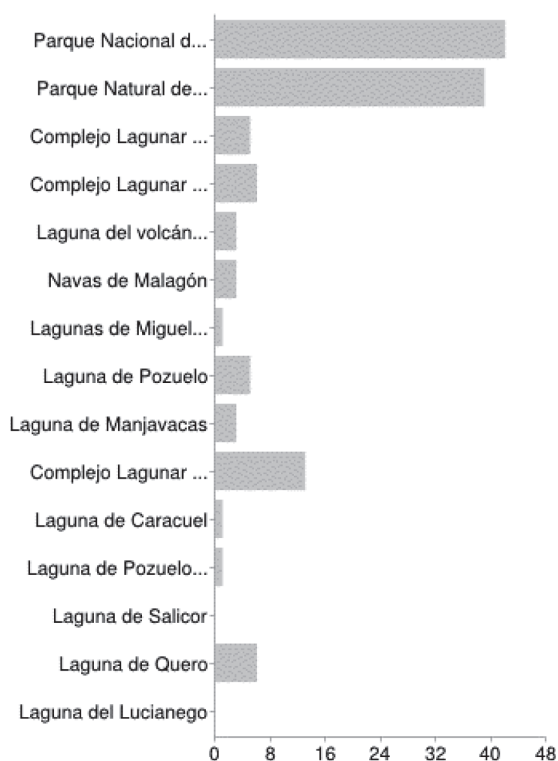 Parque Nacional d...
Parque Natural de...
Complejo Lagunar ...
Complejo Lagunar ...
Laguna del volcán...
Navas de Malagón
Lagunas de Miguel...
Laguna de Pozuelo
Laguna de Manjavacas
Complejo Lagunar ...
Laguna de Caracuel
Laguna de Pozuelo...
Laguna de Salicor
Laguna de Quero
Laguna del Lucianego
0 8 16 24 32 40 48